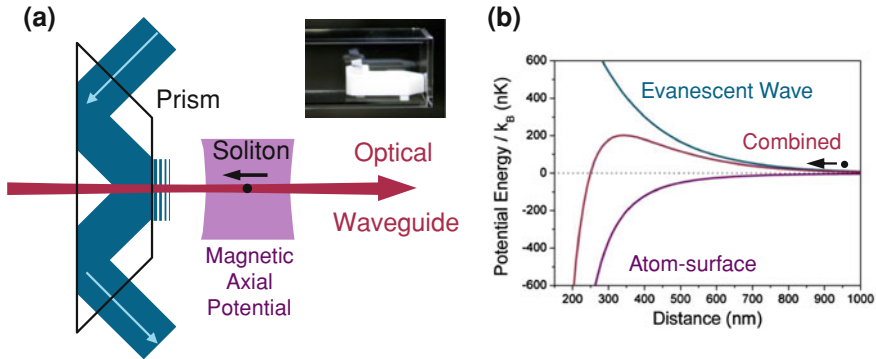 (a)
Prism
Soliton
Optical
Waveguide
Magnetic
Axial
Potential
(b)
Potential Energy / k_B (nK)
600
400
200
0
-200
-400
-600
Evanescent Wave
Combined
Atom-surface
200 300 400 500 600 700 800 900 1000
Distance (nm)